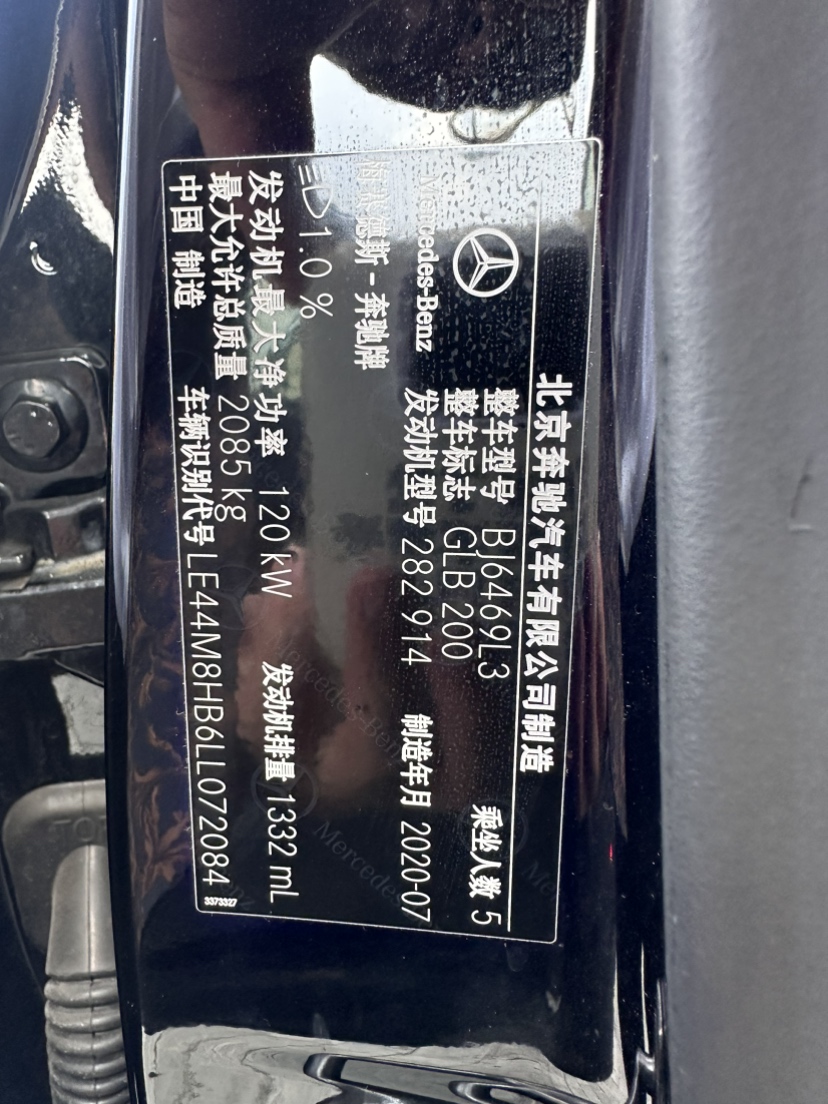 北京奔驰汽车有限公司制造
Mercedes-Benz
梅赛德斯-奔驰牌
整车型号 BJ6469L3 乘坐人数 5
整车标志 GLB 200
发动机型号 282 914 制造年月 2020-07
1.0 %
发动机最大净功率 120 kW 发动机排量 1332 mL
最大允许总质量 2085 kg
中国 制造 车辆识别代号 LE44M8HB6LL072084
3373327